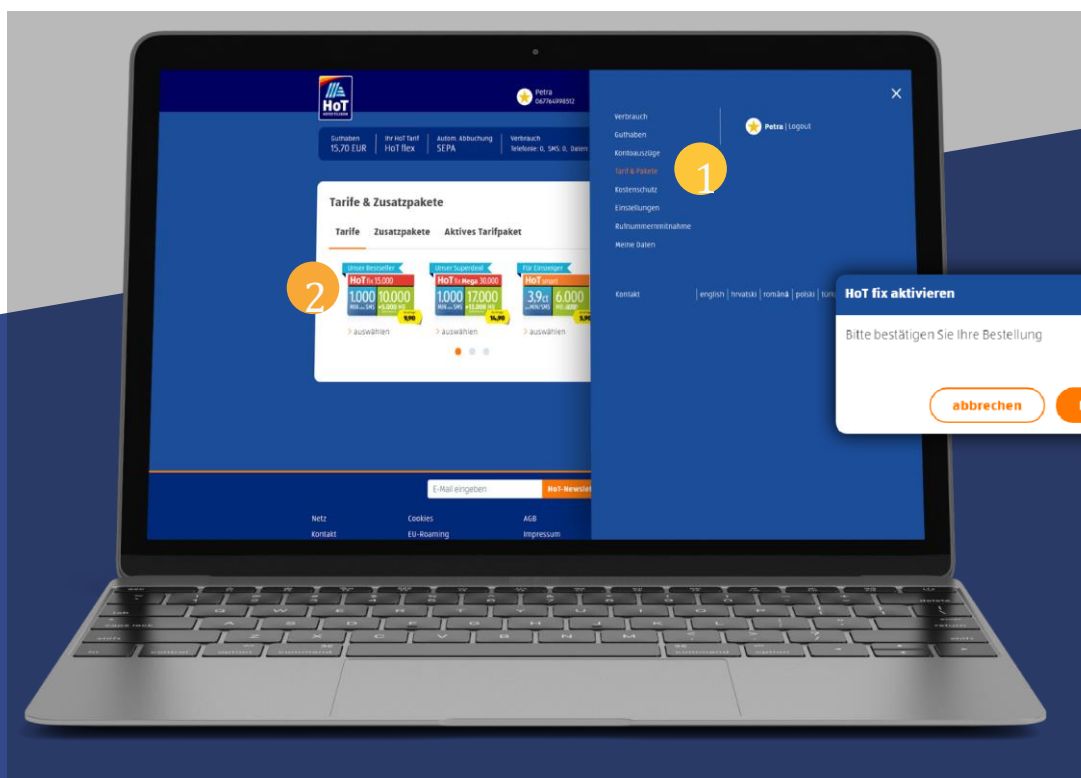 HoT
Petra
067764998512
Guthaben
15,70 EUR
Ihr HoT Tarif
HoT flex
Autom. Abbuchung
SEPA
Verbrauch
Telefonie: 0, SMS: 0, Daten
Tarife & Zusatzpakete
Tarife Zusatzpakete Aktives Tarifpaket
2
Unser Bestseller
HoT fix 15.000
1.000 10.000
9,90
> auswählen
Unser Superdeal
HoT fix Mega 30.000
1.000 17.000
14,90
> auswählen
Für Einsteiger
HoT smart
3,9ct 6.000
> auswählen
E-Mail eingeben
Netz Cookies AGB
Kontakt EU-Roaming Impressum
Verbrauch
Guthaben
Kontoauszüge
Tarif & Pakete
Kostenschutz
Einstellungen
Rufnummernmitnahme
Meine Daten
1
Petra | Logout
Kontakt
english | hrvatski | română | polski |
HoT fix aktivieren
Bitte bestätigen Sie Ihre Bestellung
abbrechen